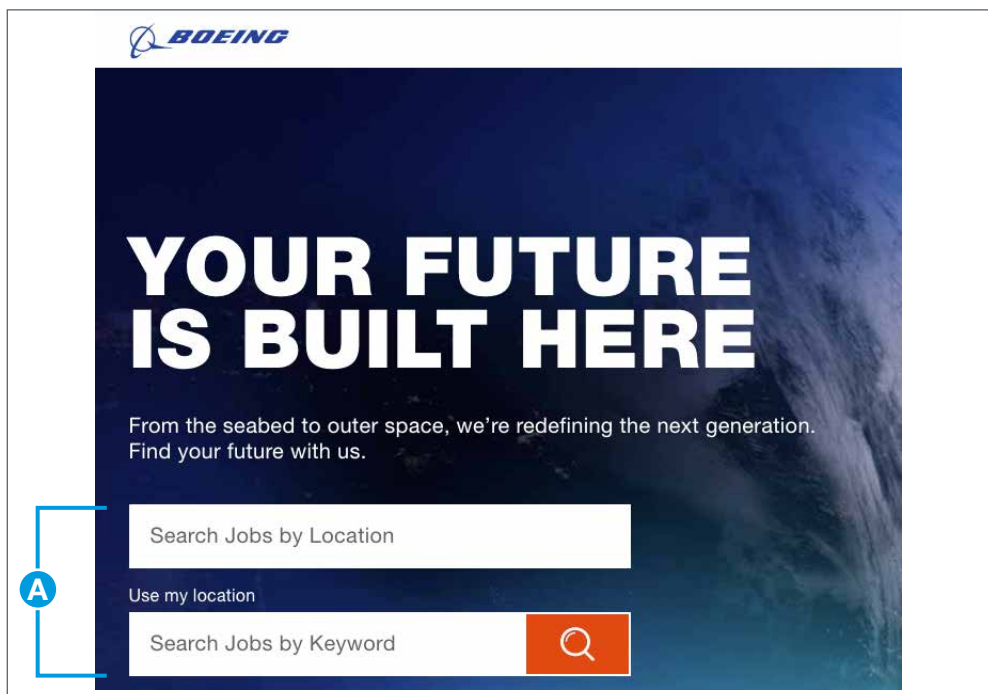 BOEING
YOUR FUTURE
IS BUILT HERE
From the seabed to outer space, we’re redefining the next generation.
Find your future with us.
Search Jobs by Location
A
Use my location
Search Jobs by Keyword